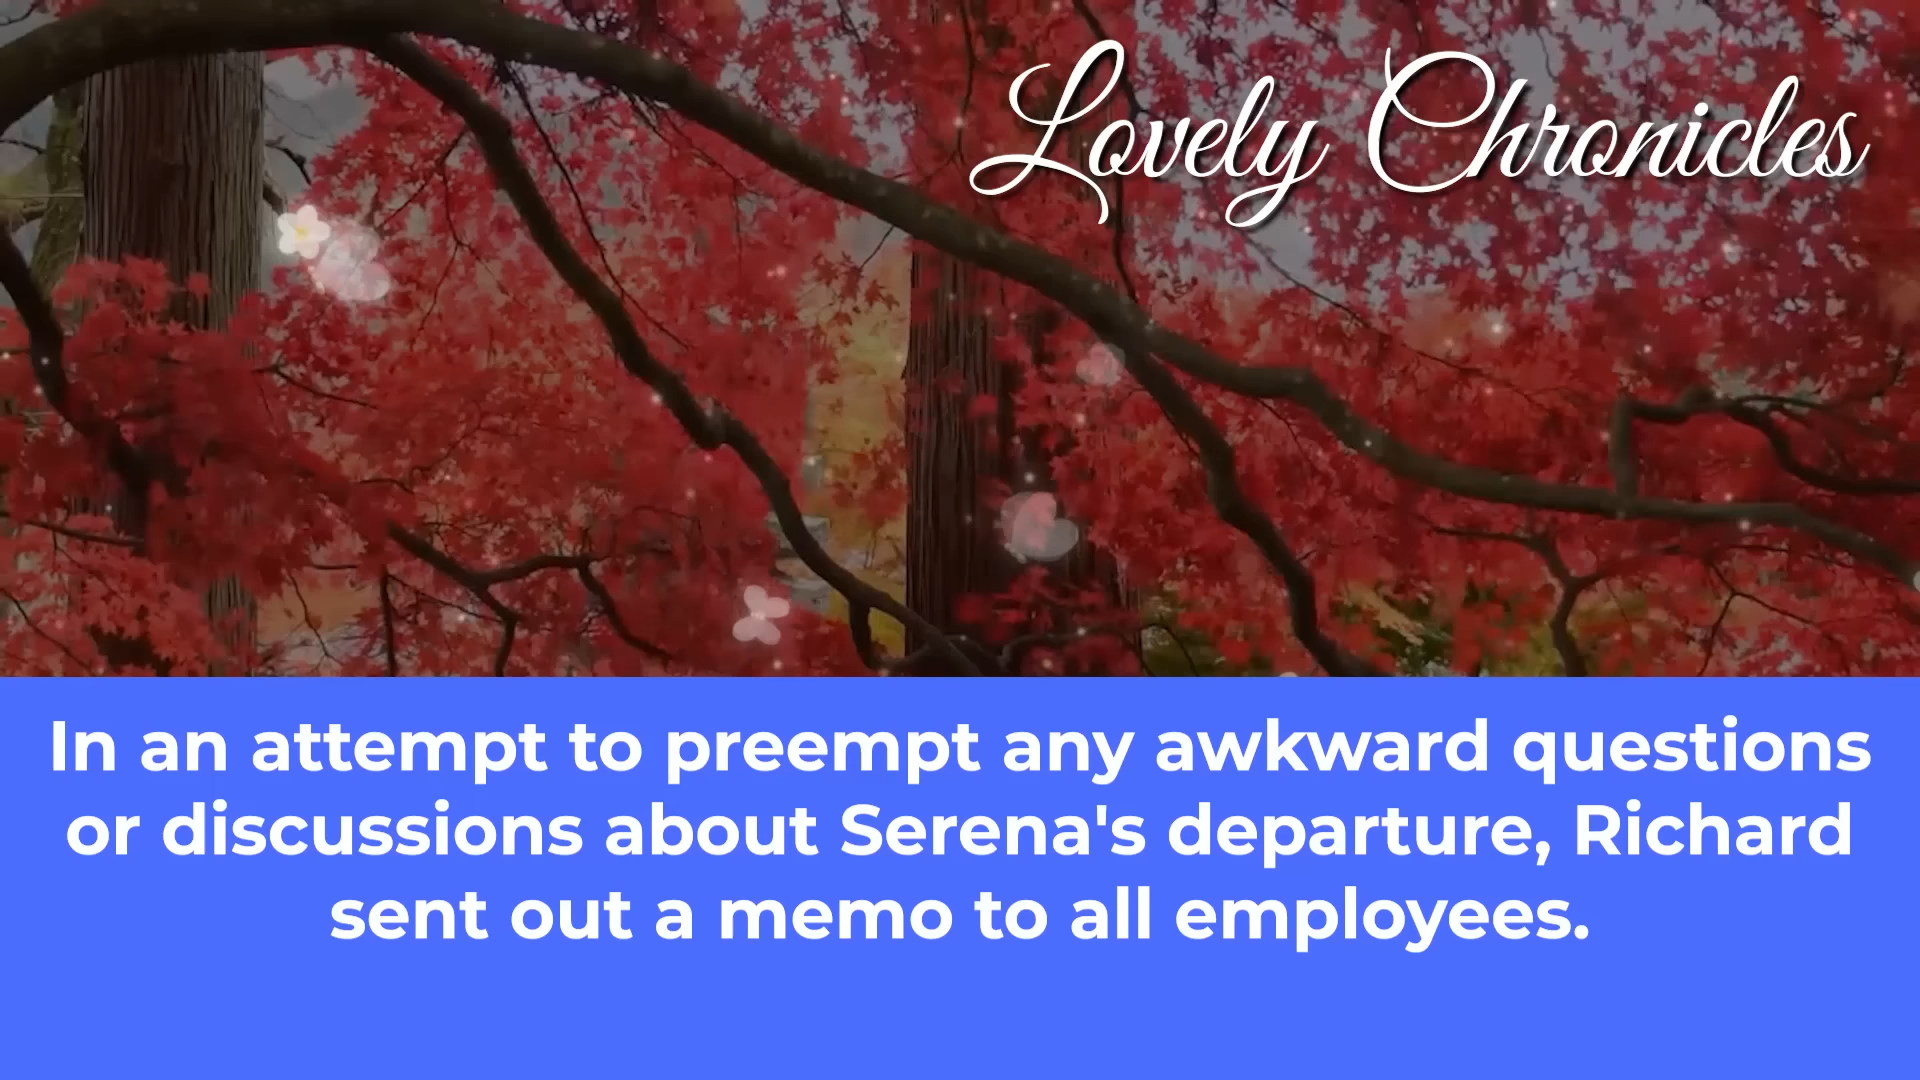 Lovely Chronicles
In an attempt to preempt any awkward questions
or discussions about Serena's departure, Richard
sent out a memo to all employees.